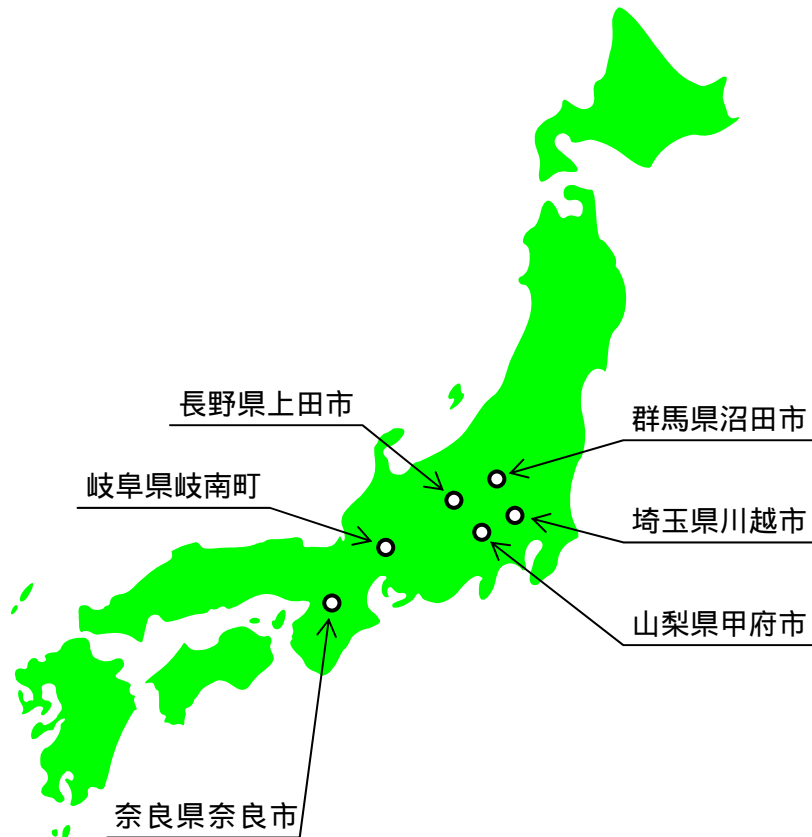 長野県上田市
群馬県沼田市
岐阜県岐南町
埼玉県川越市
山梨県甲府市
奈良県奈良市